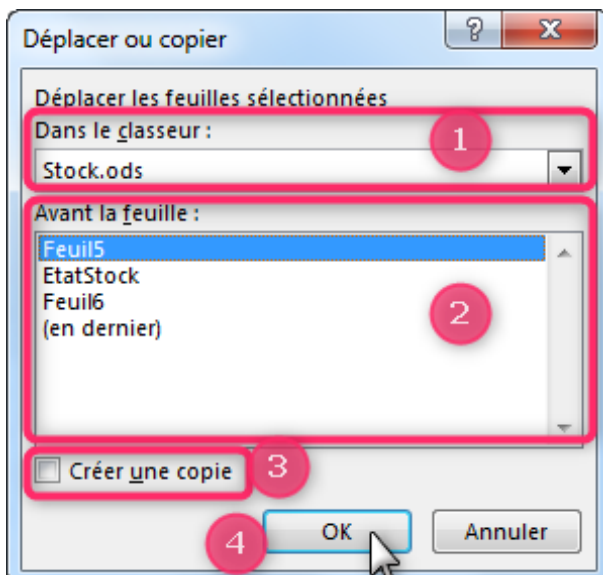 Déplacer ou copier
Déplacer les feuilles sélectionnées
Dans le classeur :
1
Stock.ods
Avant la feuille :
Feuil5
EtatStock
Feuil6
2
(en dernier)
Créer une copie
3
4
OK
Annuler